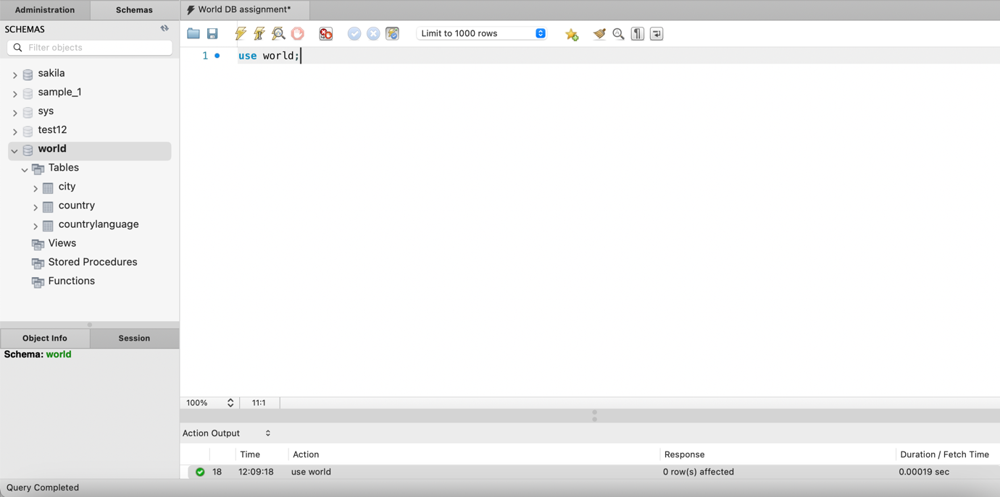 Administration Schemas World DB assignment*
SCHEMAS
Filter objects
Limit to 1000 rows
1 use world;
sakila
sample_1
sys
test12
world
Tables
city
country
countrylanguage
Views
Stored Procedures
Functions
Object Info Session
Schema: world
100% 11:1
Action Output
Time Action Response Duration / Fetch Time
18 12:09:18 use world 0 row(s) affected 0.00019 sec
Query Completed